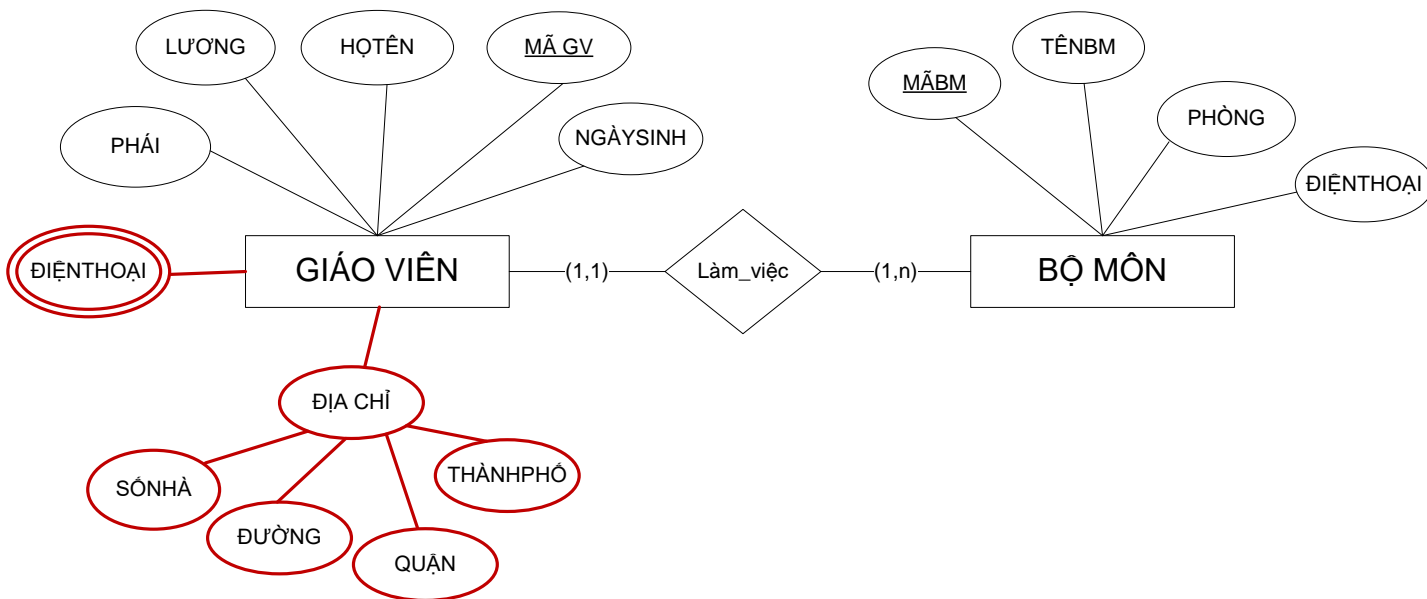 LƯƠNG
HỌTÊN
MÃ GV
TÊNBM
MÃBM
PHÁI
NGÀYSINH
PHÒNG
ĐIỆNTHOẠI
ĐIỆNTHOẠI
GIÁO VIÊN
(1,1)
Làm_việc
(1,n)
BỘ MÔN
ĐỊA CHỈ
SỐNHÀ
ĐƯỜNG
QUẬN
THÀNHPHỐ